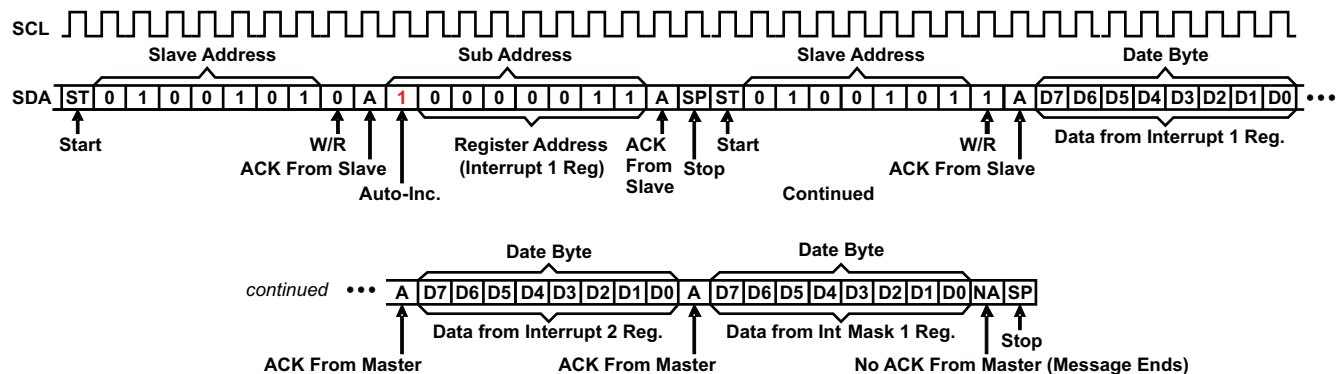 SCL
Slave Address Sub Address Slave Address Date Byte
SDA ST 0 1 0 0 1 0 1 0 A 1 0 0 0 0 0 1 1 A SP ST 0 1 0 0 1 0 1 1 A D7 D6 D5 D4 D3 D2 D1 D0 •••
Start W/R Register Address ACK Start W/R Data from Interrupt 1 Reg.
ACK From Slave (Interrupt 1 Reg) From Stop ACK From Slave
Slave
Auto-Inc. Continued
Date Byte Date Byte
continued ••• A D7 D6 D5 D4 D3 D2 D1 D0 A D7 D6 D5 D4 D3 D2 D1 D0 NA SP
Data from Interrupt 2 Reg. Data from Int Mask 1 Reg. Stop
ACK From Master ACK From Master No ACK From Master (Message Ends)